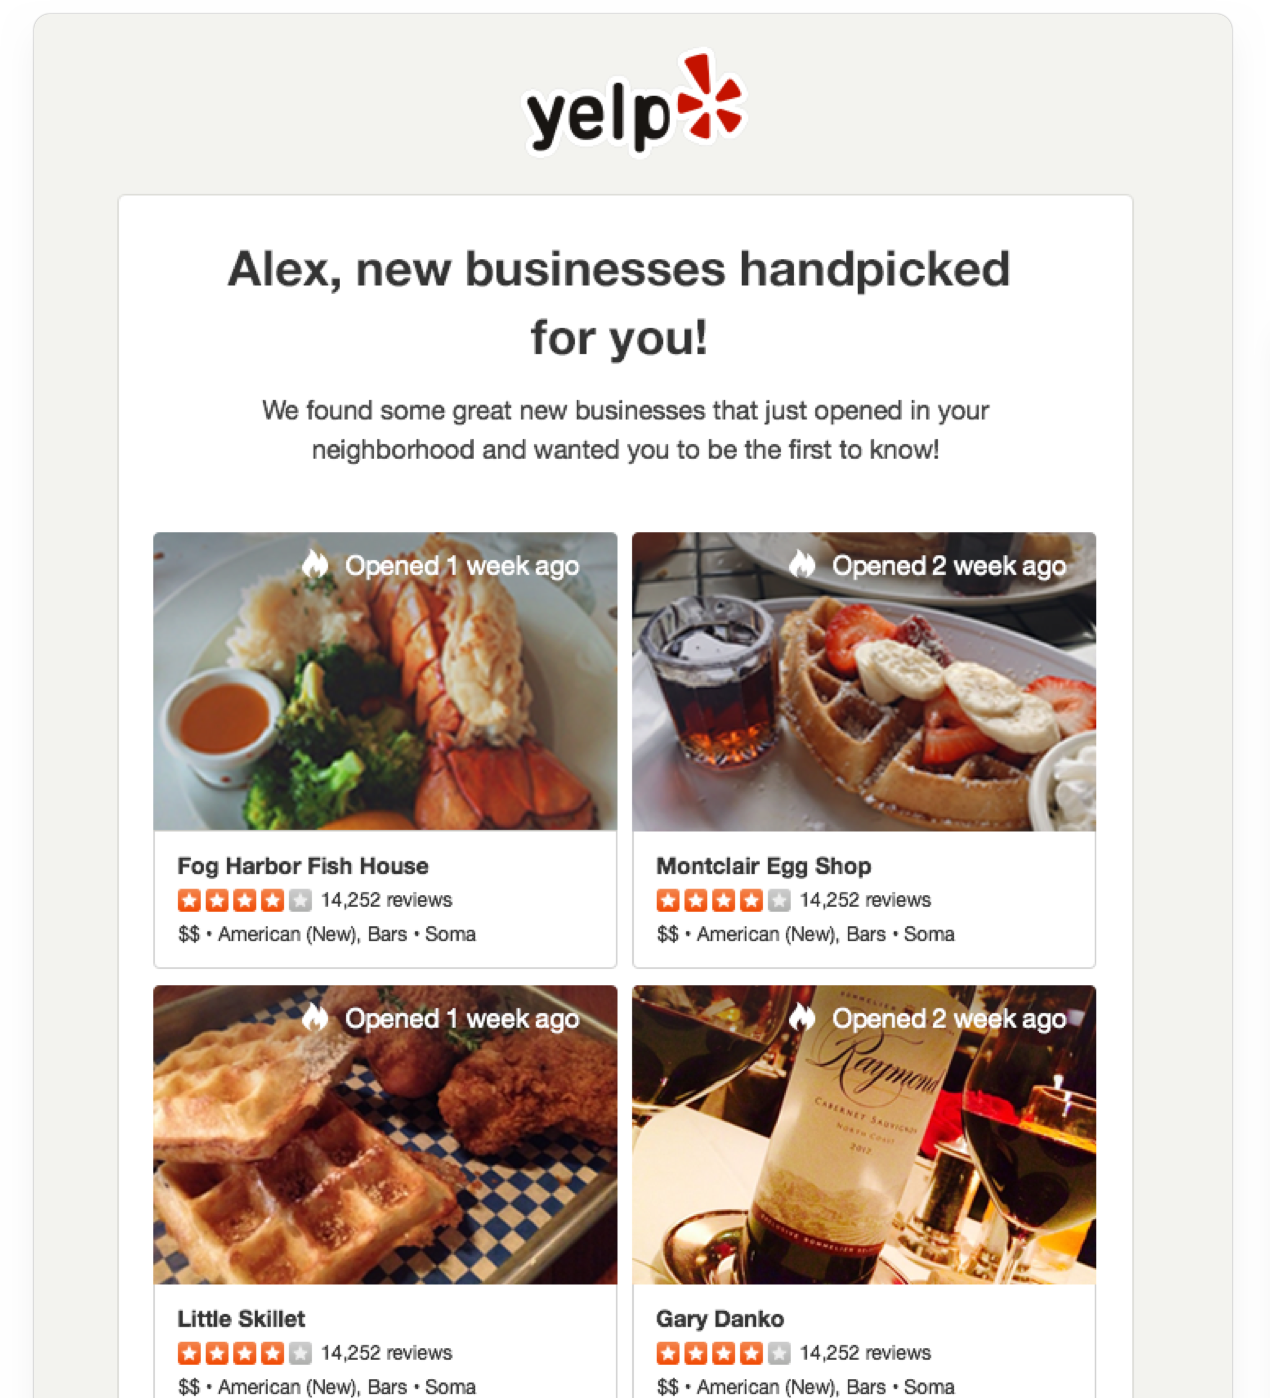 yelp
Alex, new businesses handpicked
for you!
We found some great new businesses that just opened in your
neighborhood and wanted you to be the first to know!
Opened 1 week ago
Opened 2 week ago
Fog Harbor Fish House
14,252 reviews
$$ • American (New), Bars • Soma
Montclair Egg Shop
14,252 reviews
$$ • American (New), Bars • Soma
Opened 1 week ago
Opened 2 week ago
Raymond
CABERNET SAUVIGNON
NORTH COAST
2012
Little Skillet
14,252 reviews
$$ • American (New), Bars • Soma
Gary Danko
14,252 reviews
$$ • American (New), Bars • Soma